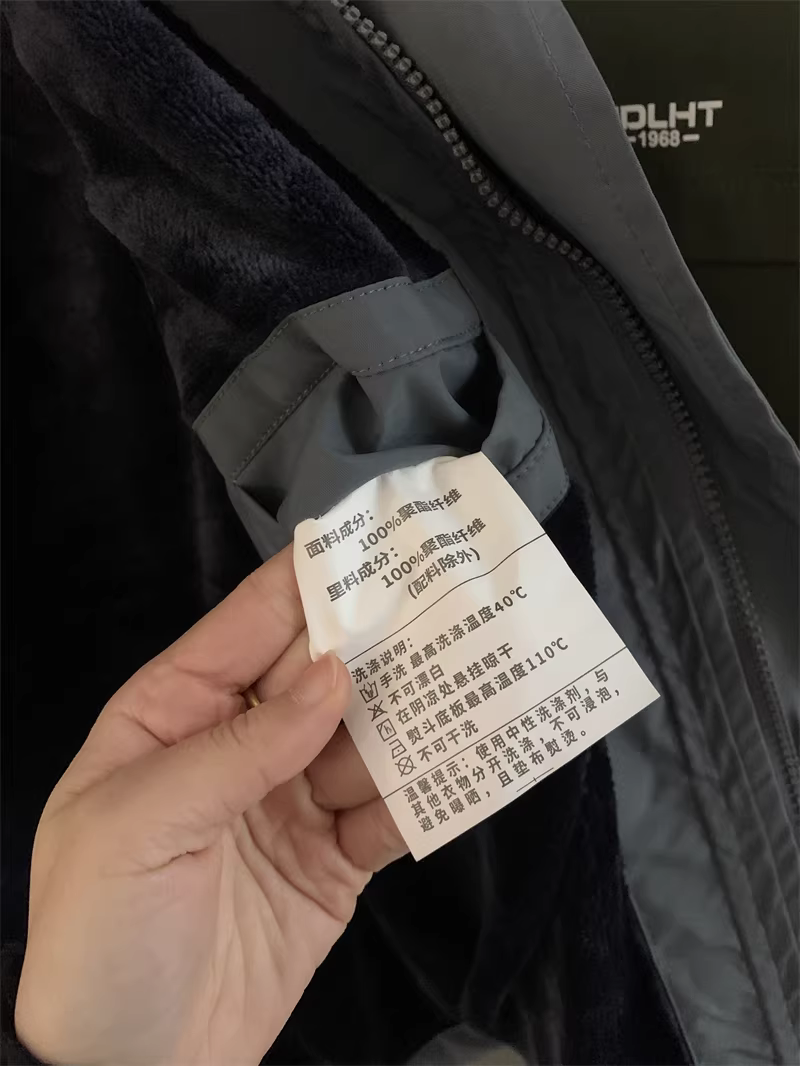 DLHT
-1968-
面料成分：
100%聚酯纤维
里料成分：
100%聚酯纤维
(配料除外)
洗涤说明：
手洗 最高洗涤温度40℃
不可漂白
在阴凉处悬挂晾干
熨斗底板最高温度110℃
不可干洗
温馨提示：使用中性洗涤剂，与
其他衣物分开洗涤，不可浸泡，
避免曝晒，且垫布熨烫。